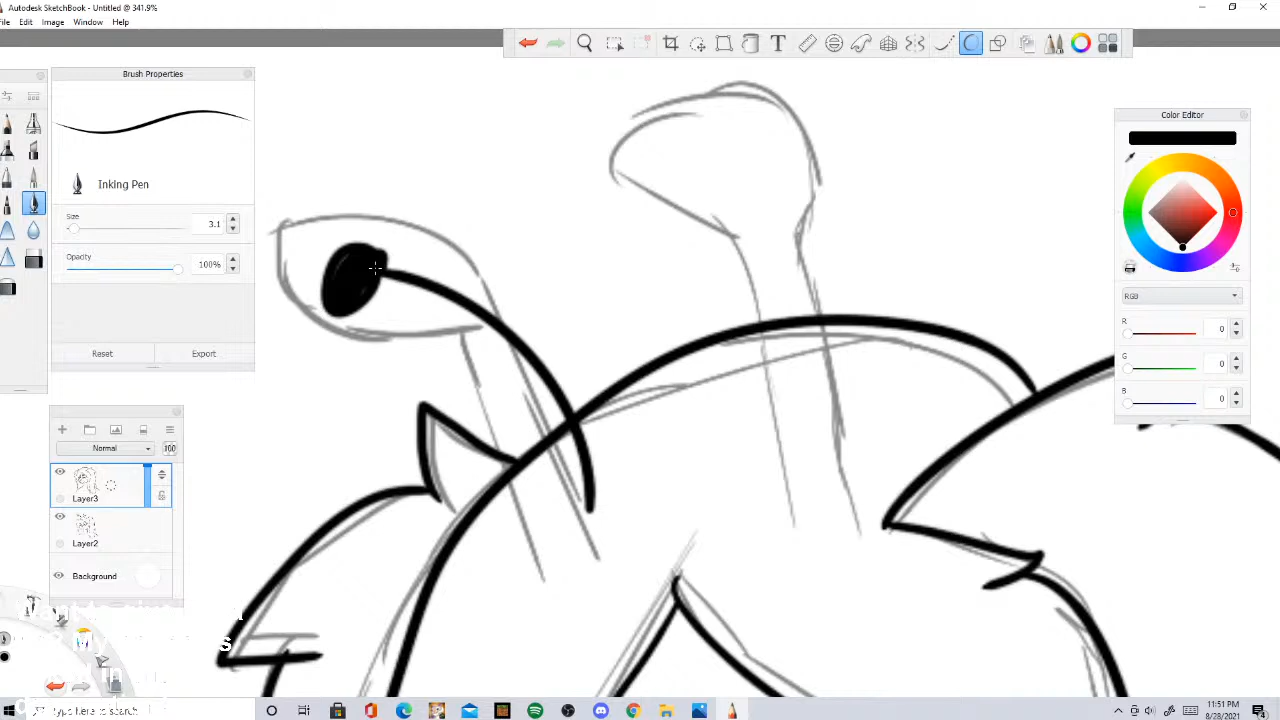 Autodesk SketchBook - Untitled @ 341.9%
File Edit Image Window Help
T
Brush Properties
Inking Pen
Size
3.1
Opacity
100%
Reset Export
Color Editor
RGB
R 0
G 0
B 0
Normal 100
Layer3
Layer2
Background
11:51 PM
8/28/2021